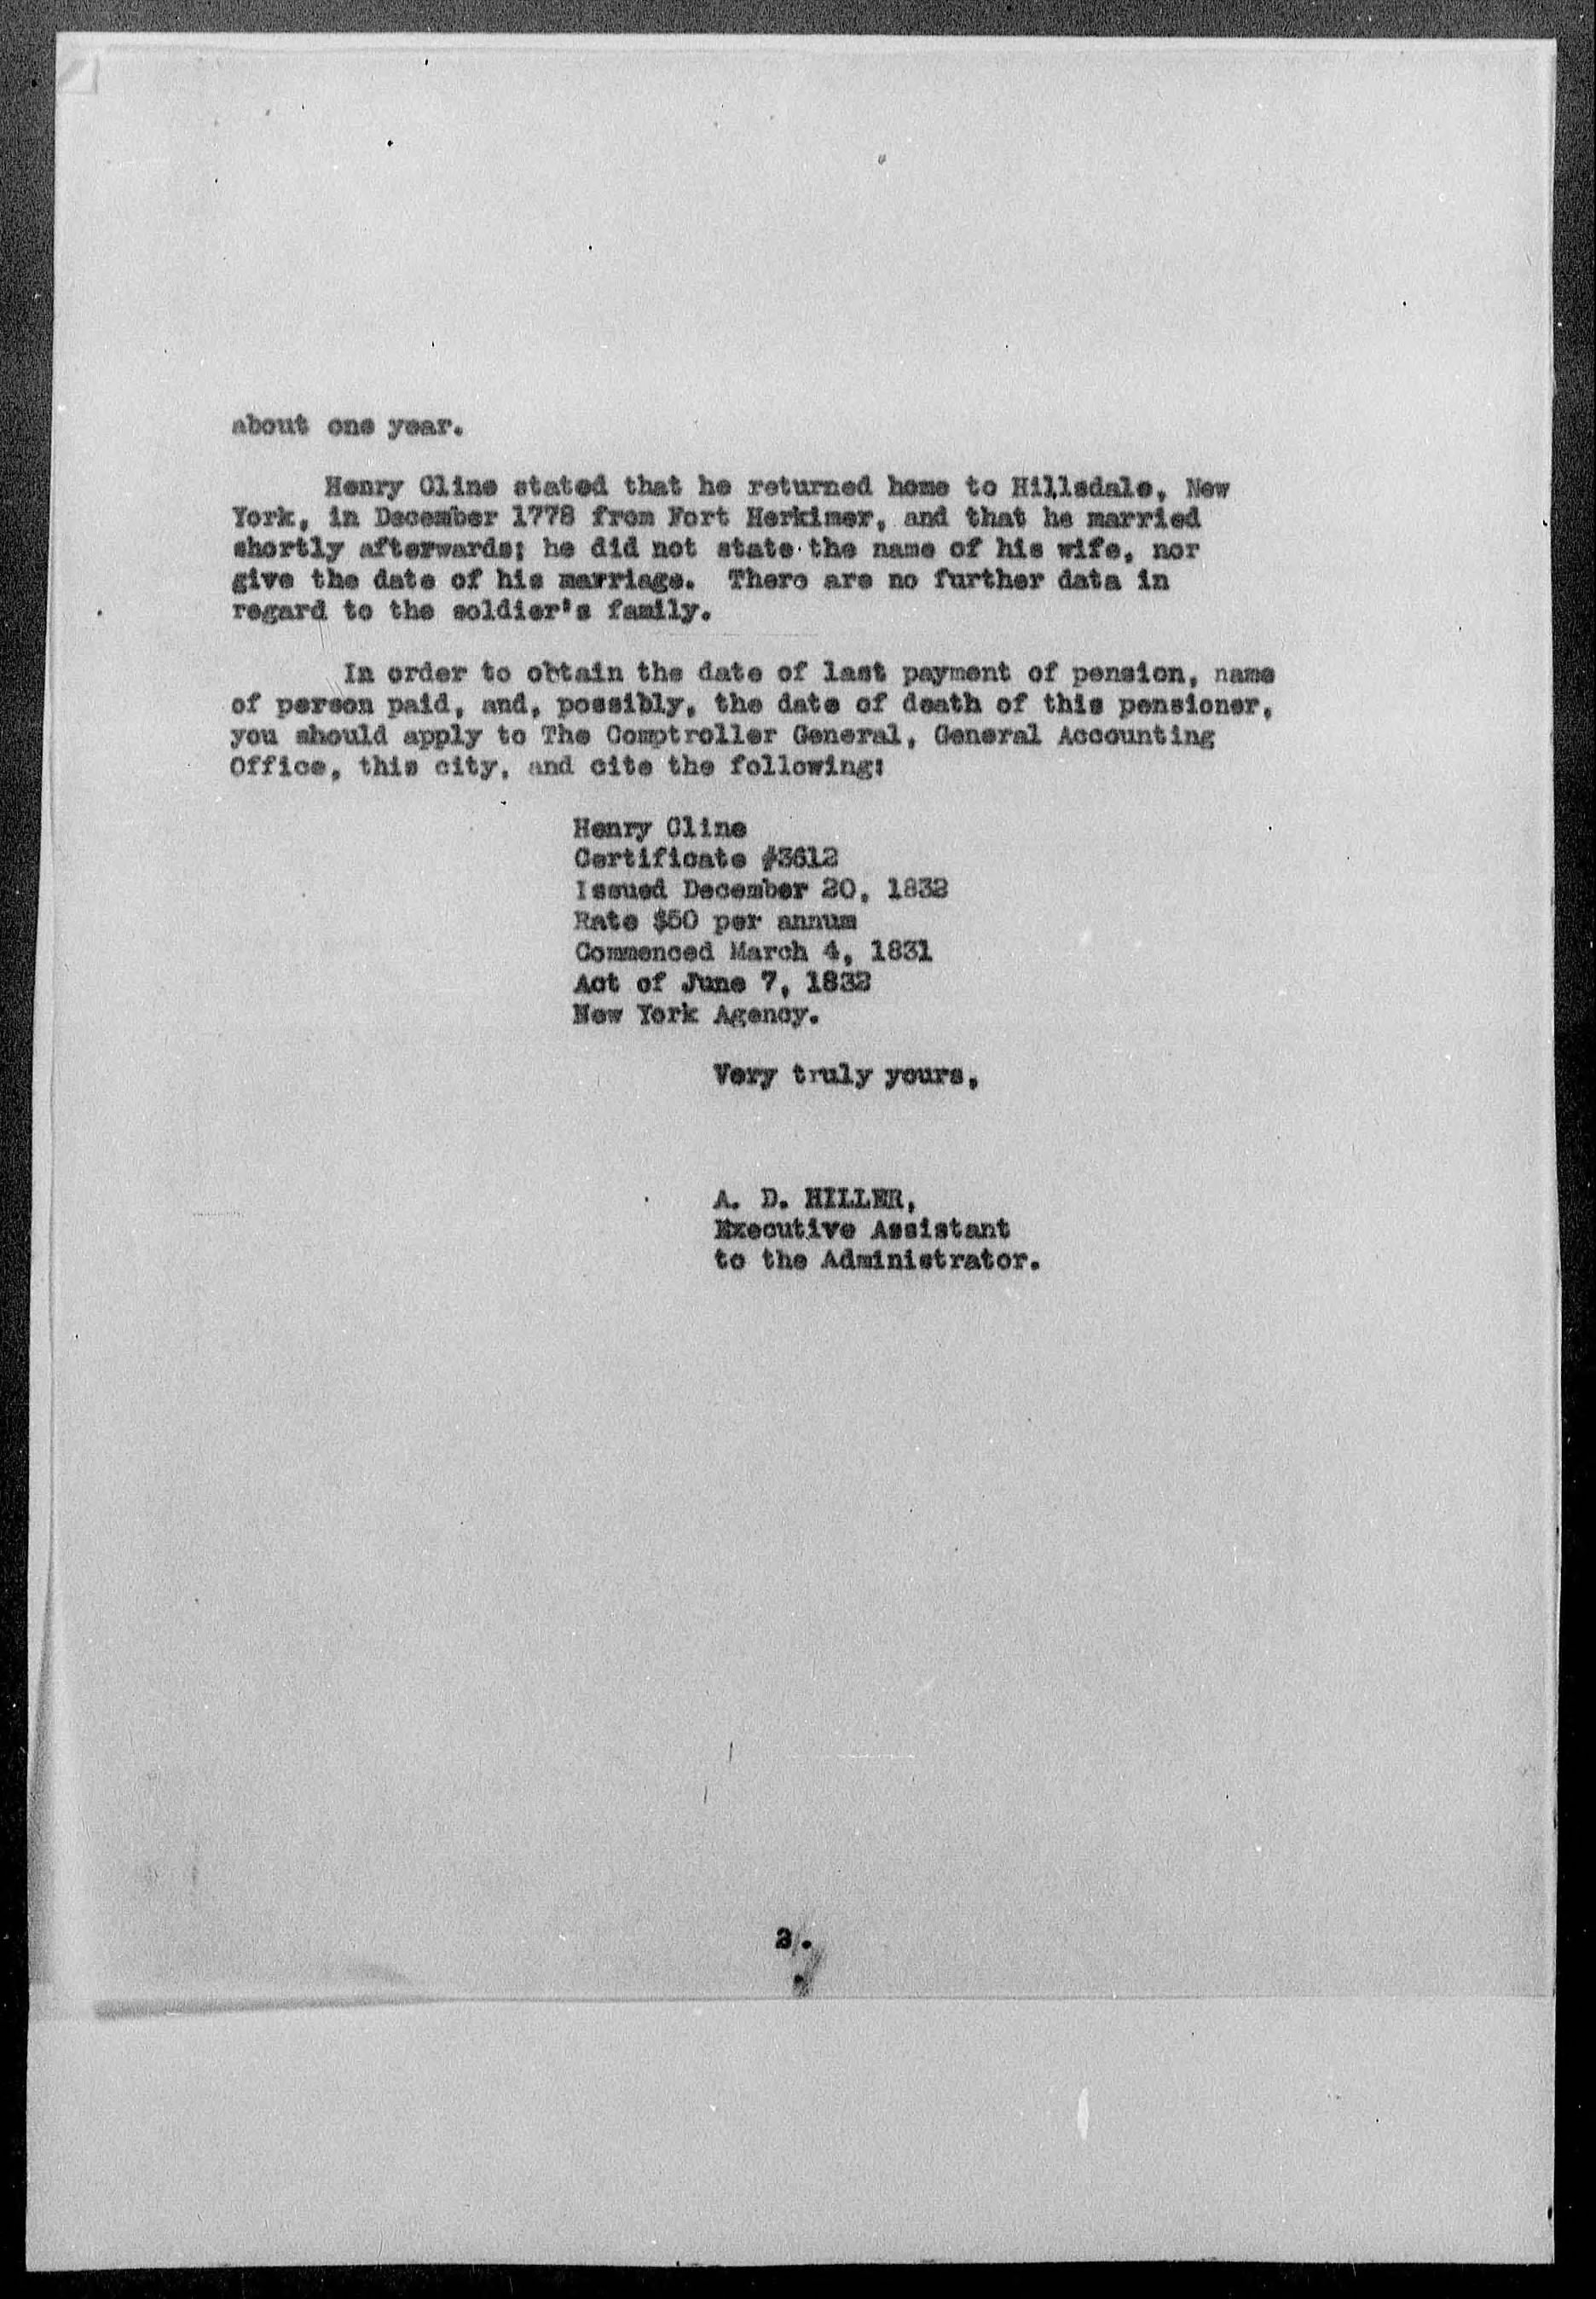 about one year.
Henry Cline stated that he returned home to Hillsdale, New
York, in December 1778 from Fort Herkimer, and that he married
shortly afterwards; he did not state the name of his wife, nor
give the date of his marriage. There are no further data in
regard to the soldier's family.
In order to obtain the date of last payment of pension, name
of person paid, and, possibly, the date of death of this pensioner,
you should apply to The Comptroller General, General Accounting
Office, this city, and cite the following:
Henry Cline
Certificate #3612
Issued December 20, 1832
Rate $50 per annum
Commenced March 4, 1831
Act of June 7, 1832
New York Agency.
Very truly yours,
A. D. HILLER,
Executive Assistant
to the Administrator.